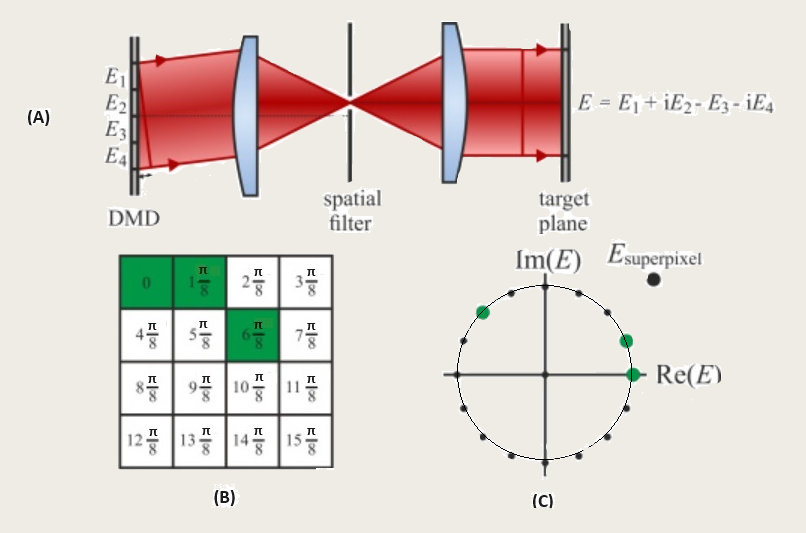 (A)
E1
E2
E3
E4
DMD
spatial
filter
target
plane
E = E1 + iE2 - E3 - iE4
0 1π/8 2π/8 3π/8
4π/8 5π/8 6π/8 7π/8
8π/8 9π/8 10π/8 11π/8
12π/8 13π/8 14π/8 15π/8
(B)
Im(E)
Esuperpixel
Re(E)
(C)